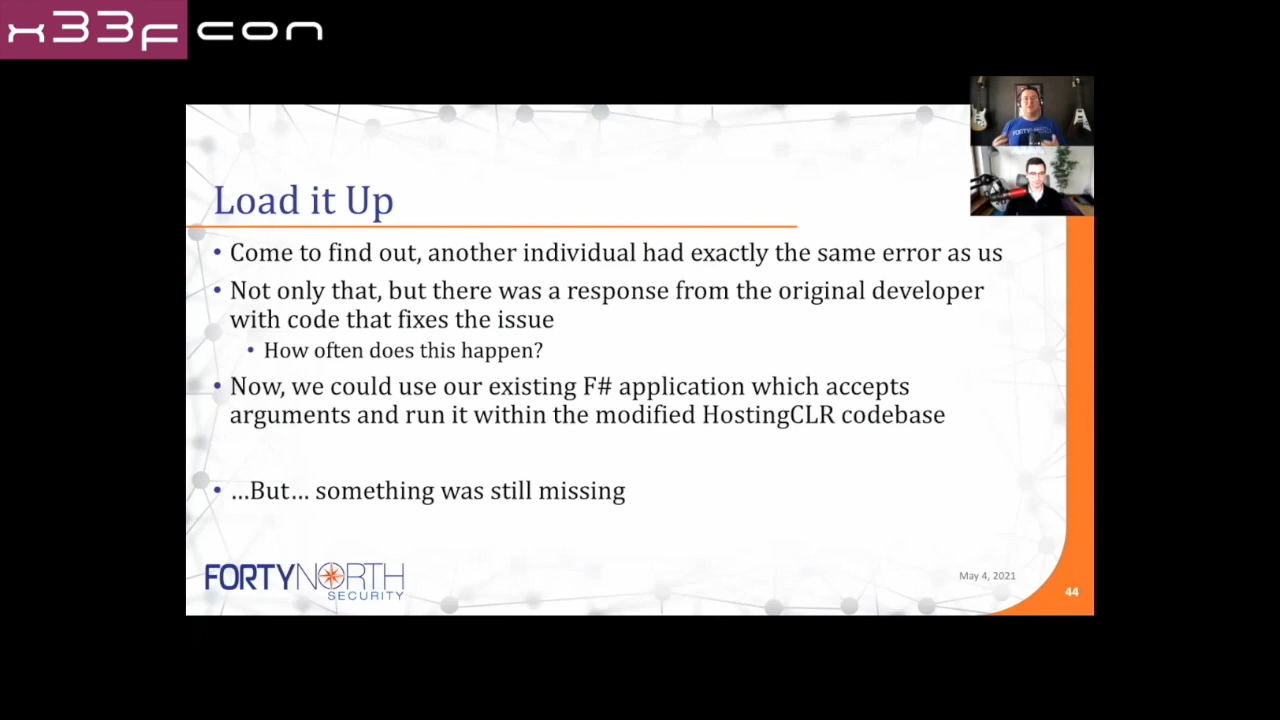 x33fcon
Load it Up
• Come to find out, another individual had exactly the same error as us
• Not only that, but there was a response from the original developer
with code that fixes the issue
• How often does this happen?
• Now, we could use our existing F# application which accepts
arguments and run it within the modified HostingCLR codebase
• …But… something was still missing
FORTYNORTH
SECURITY
May 4, 2021
44